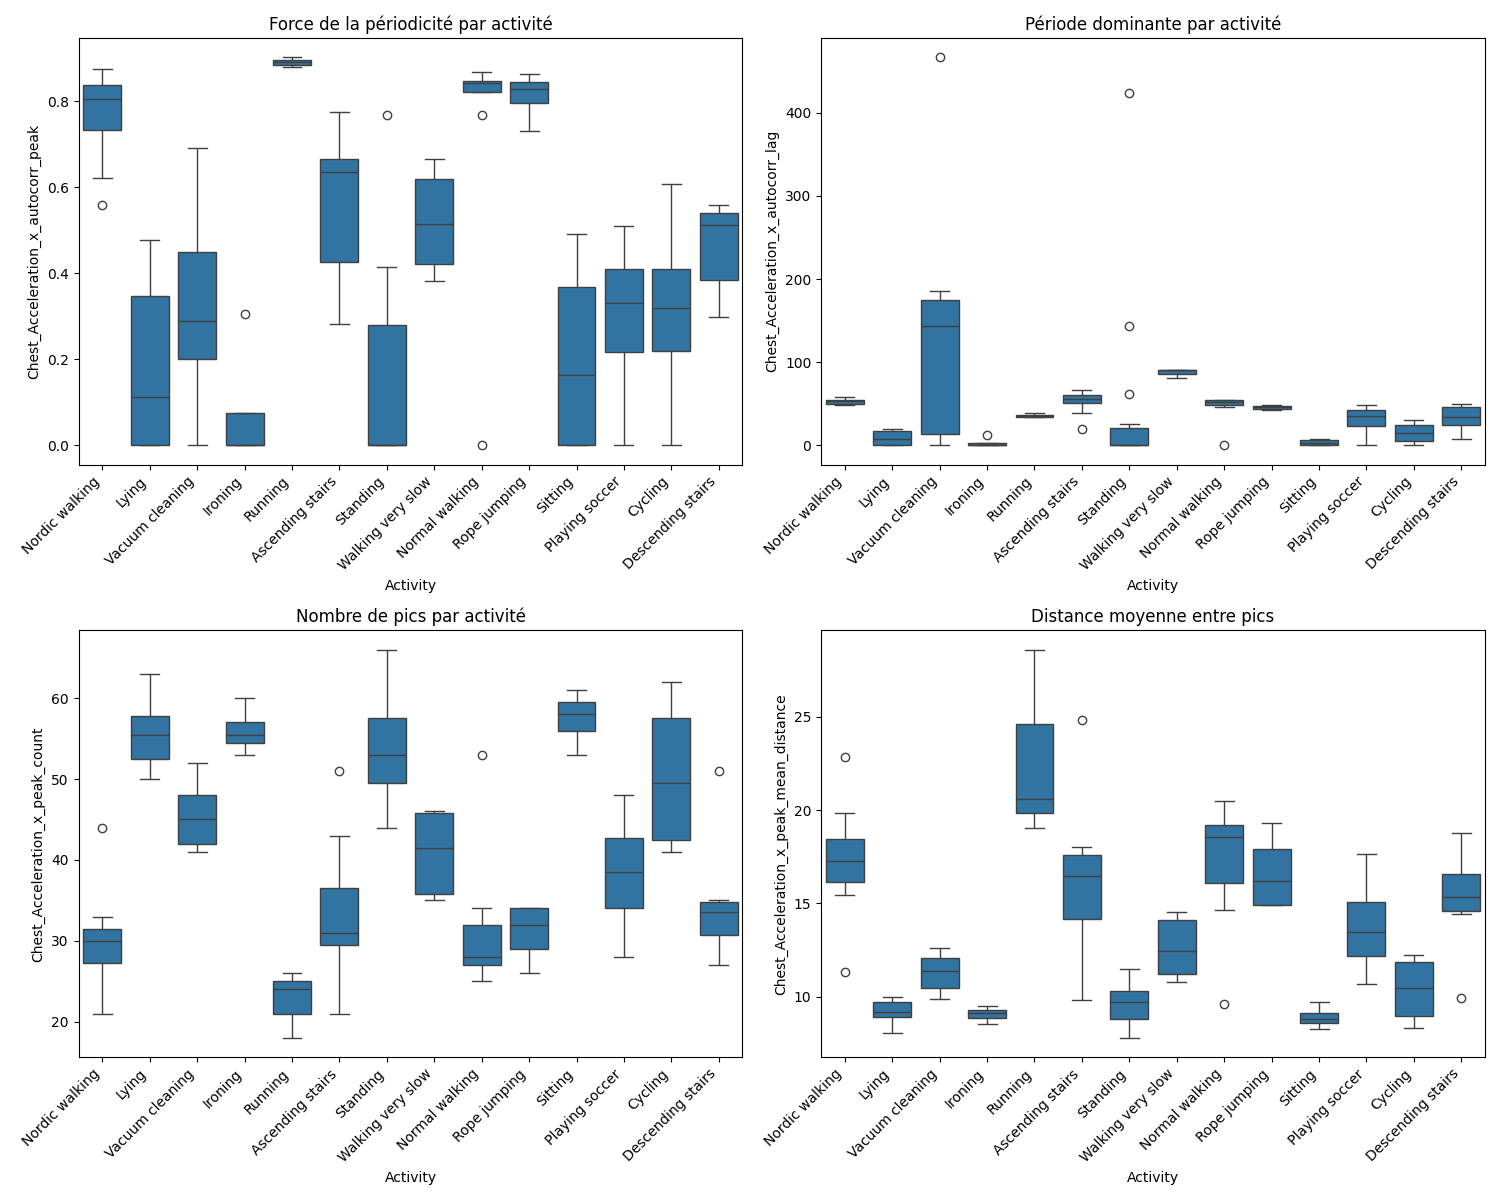 Force de la périodicité par activité
Chest_Acceleration_x_autocorr_peak
0.8
0.6
0.4
0.2
0.0
Nordic walking
Lying
Vacuum cleaning
Ironing
Running
Ascending stairs
Standing
Walking very slow
Normal walking
Rope jumping
Sitting
Playing soccer
Cycling
Descending stairs
Activity
Période dominante par activité
Chest_Acceleration_x_autocorr_lag
400
300
200
100
0
Nordic walking
Lying
Vacuum cleaning
Ironing
Running
Ascending stairs
Standing
Walking very slow
Normal walking
Rope jumping
Sitting
Playing soccer
Cycling
Descending stairs
Activity
Nombre de pics par activité
Chest_Acceleration_x_peak_count
60
50
40
30
20
Nordic walking
Lying
Vacuum cleaning
Ironing
Running
Ascending stairs
Standing
Walking very slow
Normal walking
Rope jumping
Sitting
Playing soccer
Cycling
Descending stairs
Activity
Distance moyenne entre pics
Chest_Acceleration_x_peak_mean_distance
25
20
15
10
Nordic walking
Lying
Vacuum cleaning
Ironing
Running
Ascending stairs
Standing
Walking very slow
Normal walking
Rope jumping
Sitting
Playing soccer
Cycling
Descending stairs
Activity